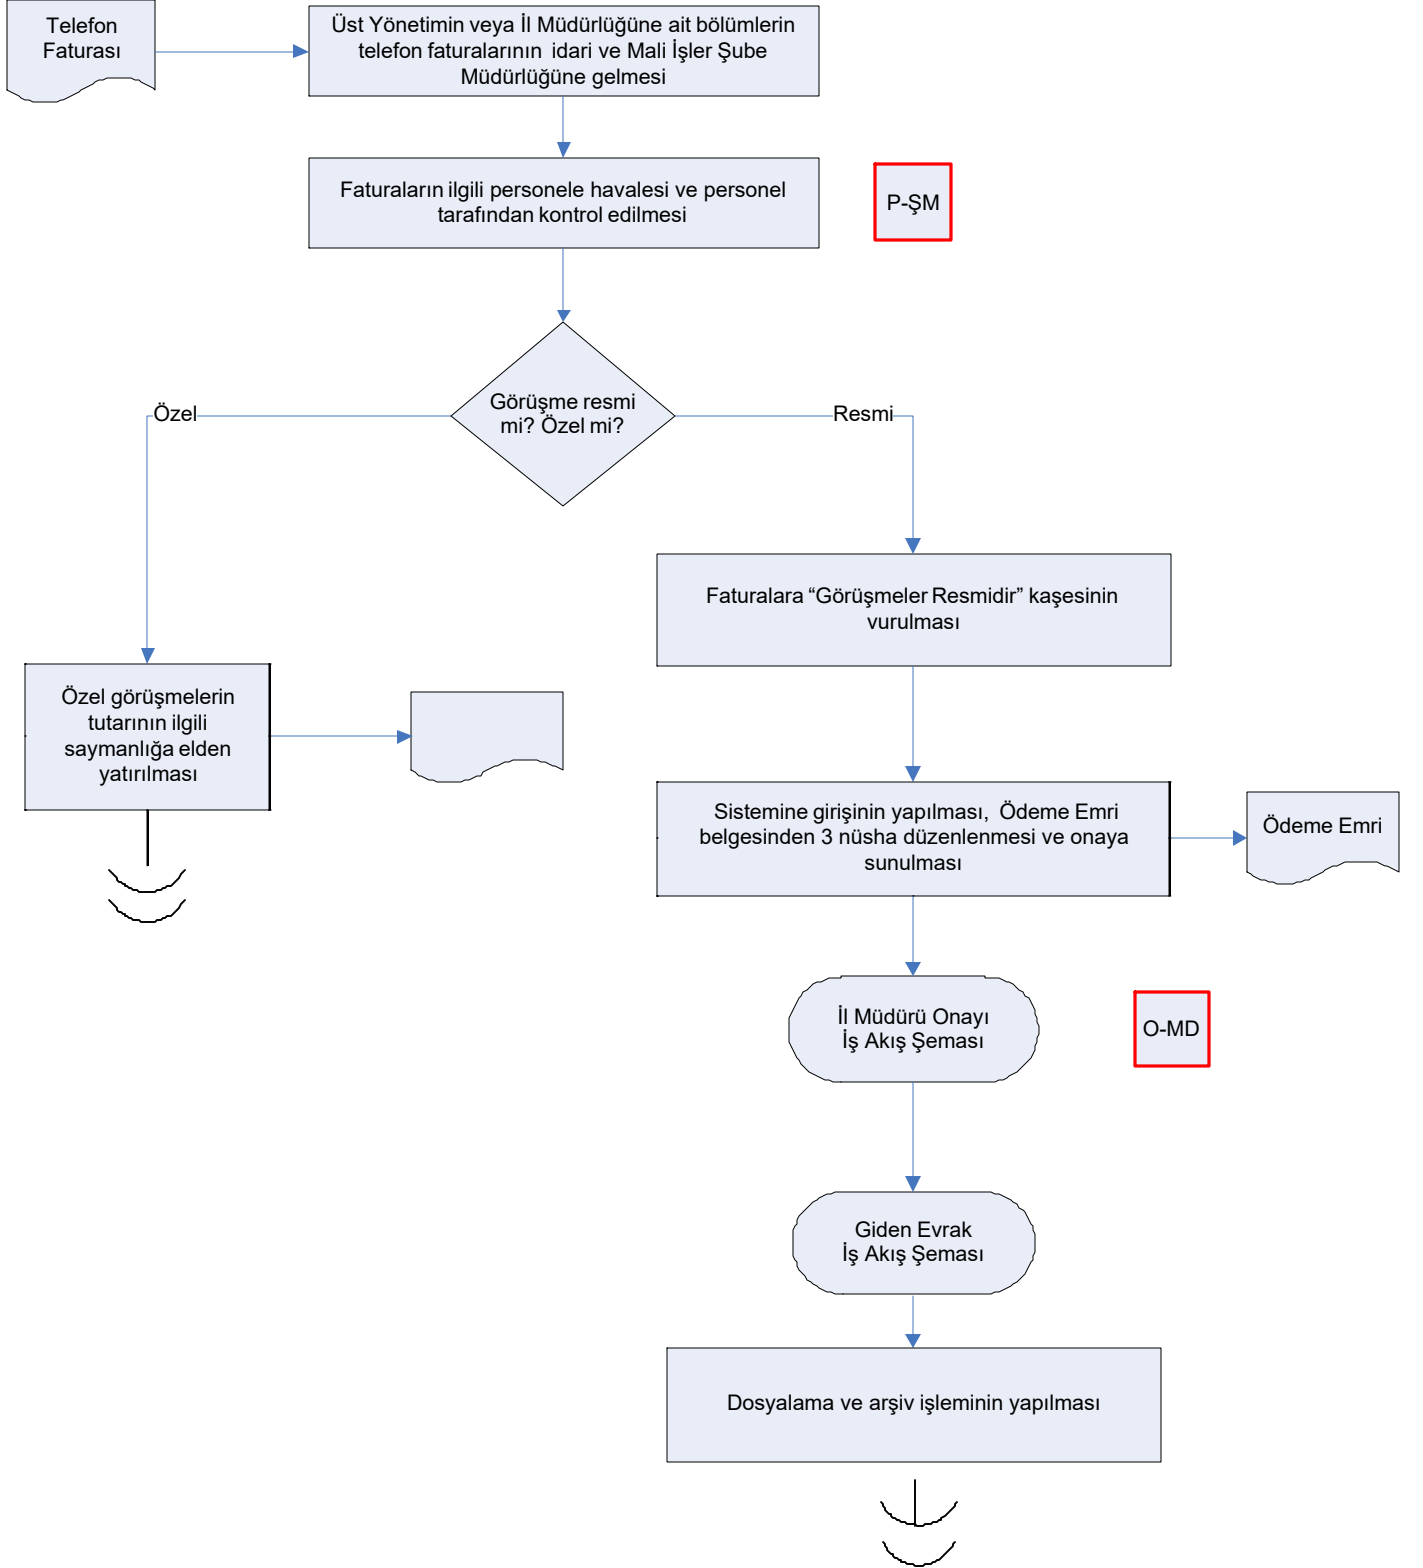 Telefon
Faturası
Üst Yönetimin veya İl Müdürlüğüne ait bölümlerin
telefon faturalarının idari ve Mali İşler Şube
Müdürlüğüne gelmesi
Faturaların ilgili personele havalesi ve personel
tarafından kontrol edilmesi
P-ŞM
Görüşme resmi
mi? Özel mi?
Özel
Resmi
Faturalara “Görüşmeler Resmidir” kaşesinin
vurulması
Özel görüşmelerin
tutarının ilgili
saymanlığa elden
yatırılması
Sistemine girişinin yapılması, Ödeme Emri
belgesinden 3 nüsha düzenlenmesi ve onaya
sunulması
Ödeme Emri
İl Müdürü Onayı
İş Akış Şeması
O-MD
Giden Evrak
İş Akış Şeması
Dosyalama ve arşiv işleminin yapılması